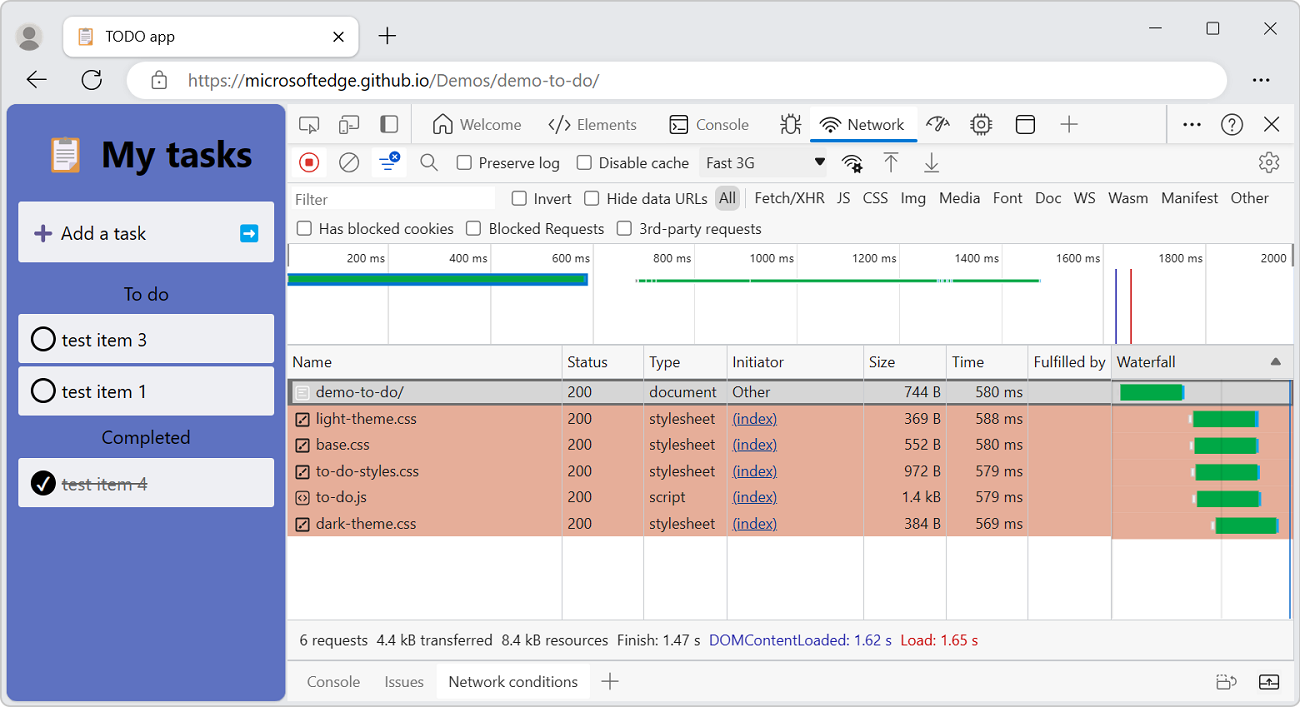 TODO app
https://microsoftedge.github.io/Demos/demo-to-do/
My tasks
Add a task
To do
test item 3
test item 1
Completed
test item 4
Welcome Elements Console Network
Preserve log Disable cache Fast 3G
Filter Invert Hide data URLs All Fetch/XHR JS CSS Img Media Font Doc WS Wasm Manifest Other
Has blocked cookies Blocked Requests 3rd-party requests
200 ms 400 ms 600 ms 800 ms 1000 ms 1200 ms 1400 ms 1600 ms 1800 ms 2000
Name Status Type Initiator Size Time Fulfilled by Waterfall
demo-to-do/ 200 document Other 744 B 580 ms
light-theme.css 200 stylesheet (index) 369 B 588 ms
base.css 200 stylesheet (index) 552 B 580 ms
to-do-styles.css 200 stylesheet (index) 972 B 579 ms
to-do.js 200 script (index) 1.4 kB 579 ms
dark-theme.css 200 stylesheet (index) 384 B 569 ms
6 requests 4.4 kB transferred 8.4 kB resources Finish: 1.47 s DOMContentLoaded: 1.62 s Load: 1.65 s
Console Issues Network conditions